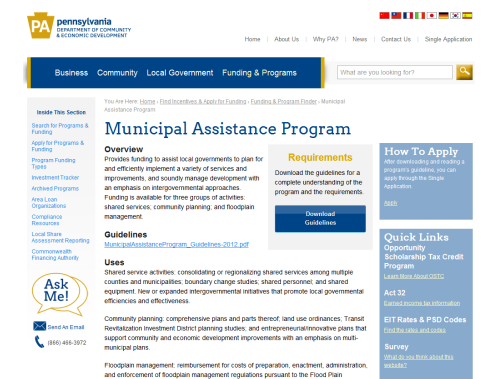 PA
pennsylvania
DEPARTMENT OF COMMUNITY
& ECONOMIC DEVELOPMENT
Home | About Us | Why PA? | News | Contact Us | Single Application
Business Community Local Government Funding & Programs
What are you looking for?
Inside This Section
Search for Programs &
Funding
Apply for Programs &
Funding
Program Funding
Types
Investment Tracker
Archived Programs
Area Loan
Organizations
Compliance
Resources
Local Share
Assessment Reporting
Commonwealth
Financing Authority
Ask
Me!
Send An Email
(866) 466-3972
You Are Here: Home › Find Incentives & Apply for Funding › Funding & Program Finder › Municipal
Assistance Program
Municipal Assistance Program
Overview
Provides funding to assist local governments to plan for
and efficiently implement a variety of services and
improvements, and soundly manage development with
an emphasis on intergovernmental approaches.
Funding is available for three groups of activities:
shared services; community planning; and floodplain
management.
Requirements
Download the guidelines for a
complete understanding of the
program and the requirements.
Download
Guidelines
Guidelines
MunicipalAssistanceProgram_Guidelines-2012.pdf
Uses
Shared service activities: consolidating or regionalizing shared services among multiple
counties and municipalities; boundary change studies; shared personnel; and shared
equipment. New or expanded intergovernmental initiatives that promote local government
efficiencies and effectiveness.
Community planning: comprehensive plans and parts thereof; land use ordinances; Transit
Revitalization Investment District planning studies; and entrepreneurial/innovative plans that
support community and economic development improvements with an emphasis on multi-
municipal plans.
Floodplain management: reimbursement for costs of preparation, enactment, administration,
and enforcement of floodplain management regulations pursuant to the Flood Plan
How To Apply
After downloading and reading a
program's guideline, you can
apply through the Single
Application.
Apply
Quick Links
Opportunity
Scholarship Tax Credit
Program
Learn More About OSTC
Act 32
Earned income tax information
EIT Rates & PSD Codes
Find the rates and codes
Survey
What do you think about this
website?